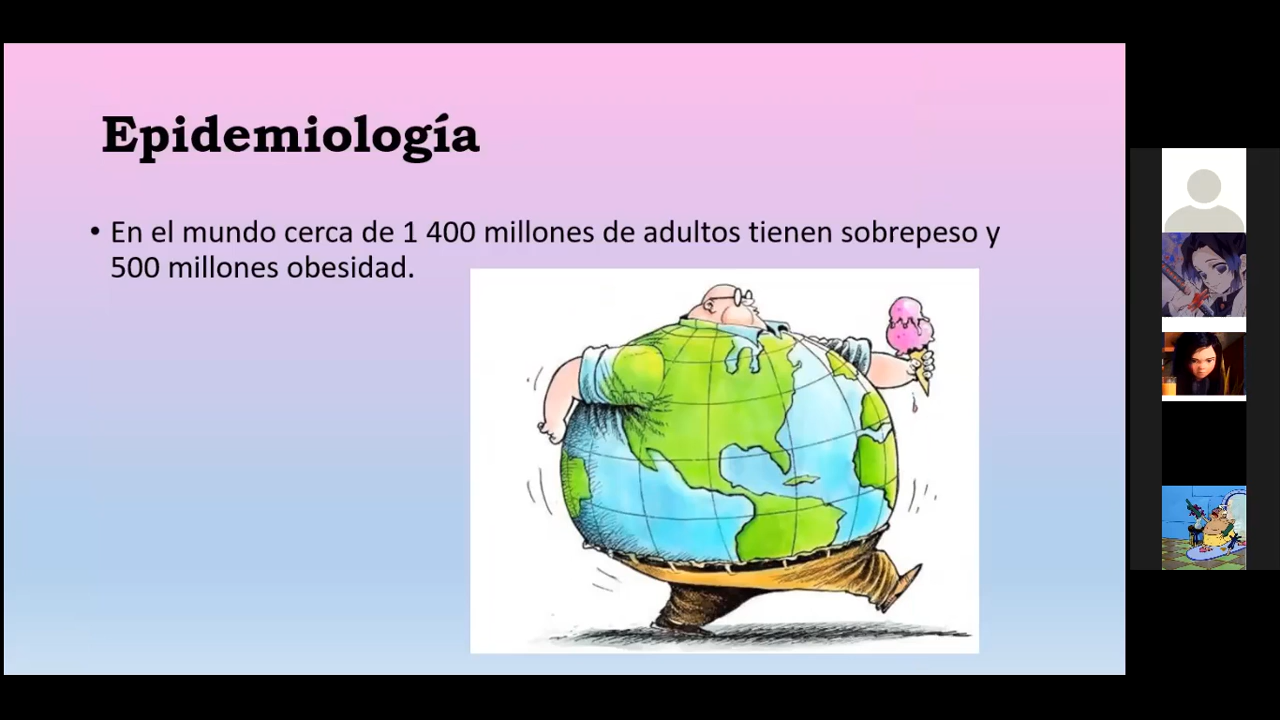 Epidemiología
• En el mundo cerca de 1 400 millones de adultos tienen sobrepeso y
500 millones obesidad.